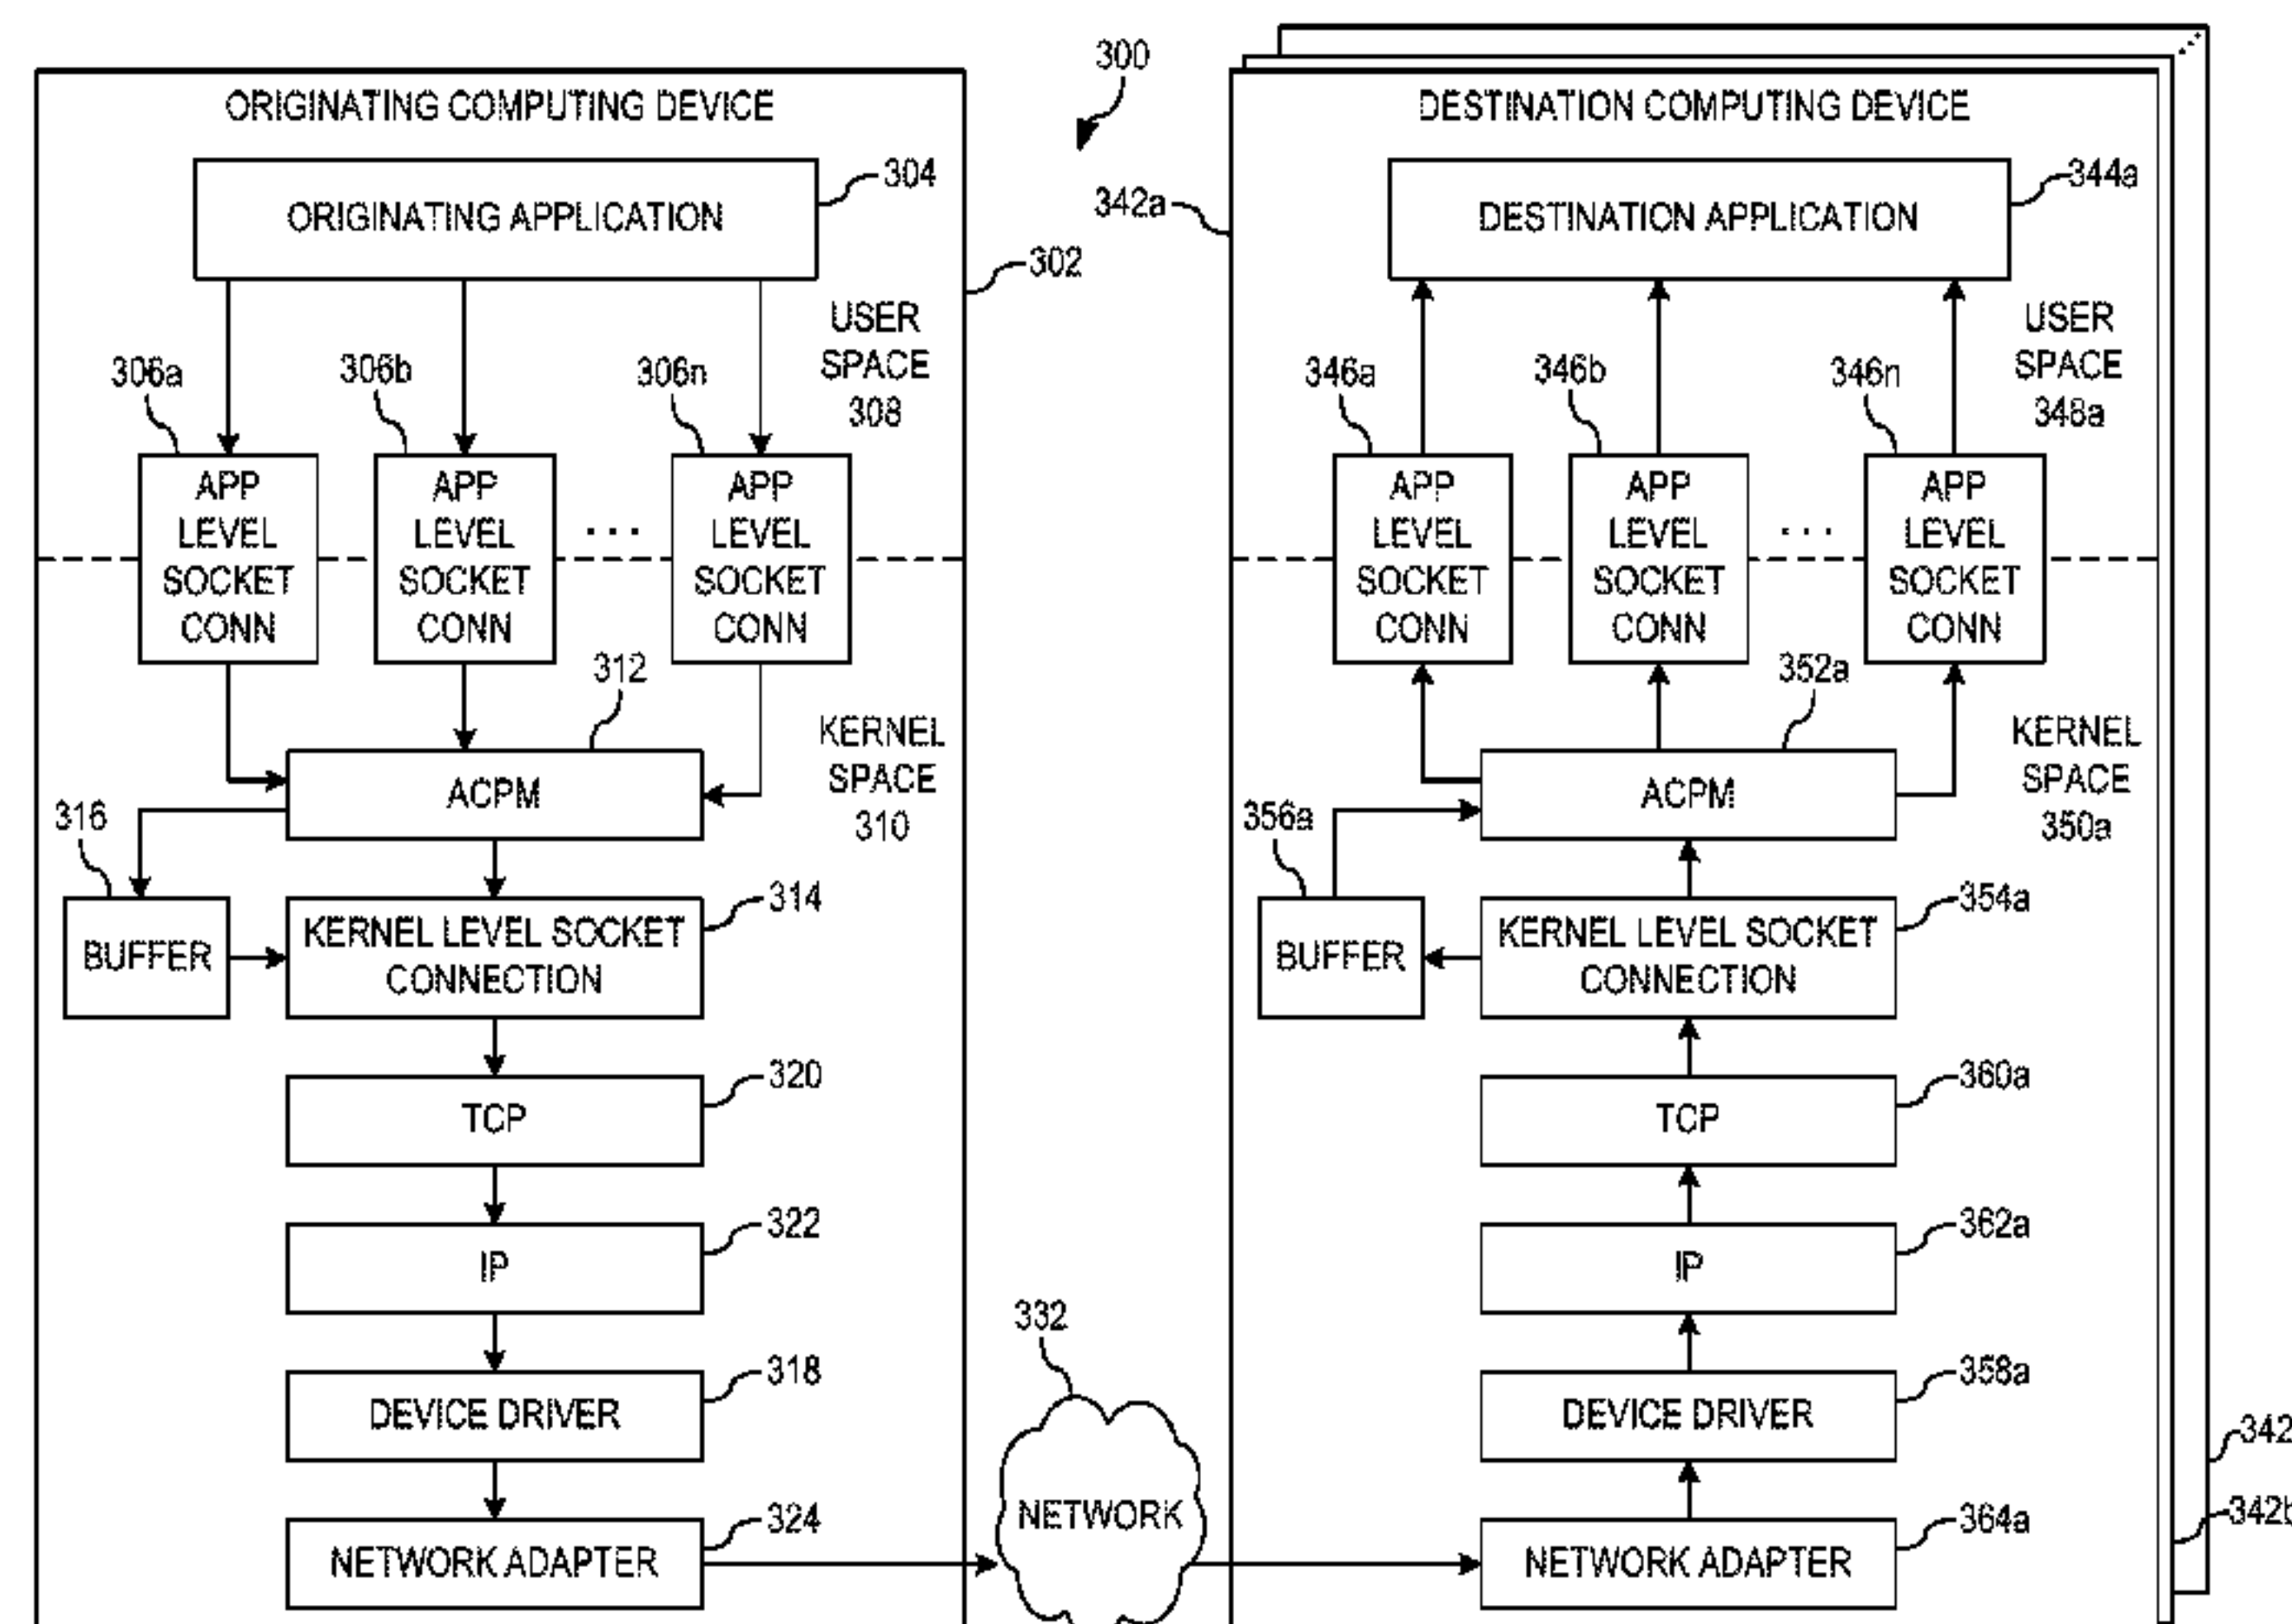 300
ORIGINATING COMPUTING DEVICE
304
ORIGINATING APPLICATION
302
USER
SPACE
308
306a
306b
306n
APP
LEVEL
SOCKET
CONN
APP
LEVEL
SOCKET
CONN
...
APP
LEVEL
SOCKET
CONN
312
KERNEL
SPACE
310
ACPM
316
BUFFER
314
KERNEL LEVEL SOCKET
CONNECTION
320
TCP
322
IP
318
DEVICE DRIVER
324
NETWORK ADAPTER
332
NETWORK
DESTINATION COMPUTING DEVICE
342a
344a
DESTINATION APPLICATION
USER
SPACE
348a
346a
346b
346n
APP
LEVEL
SOCKET
CONN
APP
LEVEL
SOCKET
CONN
...
APP
LEVEL
SOCKET
CONN
352a
KERNEL
SPACE
350a
ACPM
356a
BUFFER
354a
KERNEL LEVEL SOCKET
CONNECTION
360a
TCP
362a
IP
358a
DEVICE DRIVER
364a
NETWORK ADAPTER
342
342b